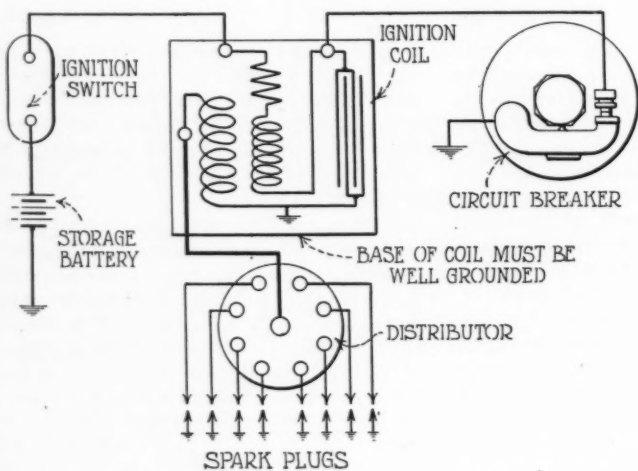 IGNITION
SWITCH
IGNITION
COIL
CIRCUIT BREAKER
STORAGE
BATTERY
BASE OF COIL MUST BE
WELL GROUNDED
DISTRIBUTOR
SPARK PLUGS